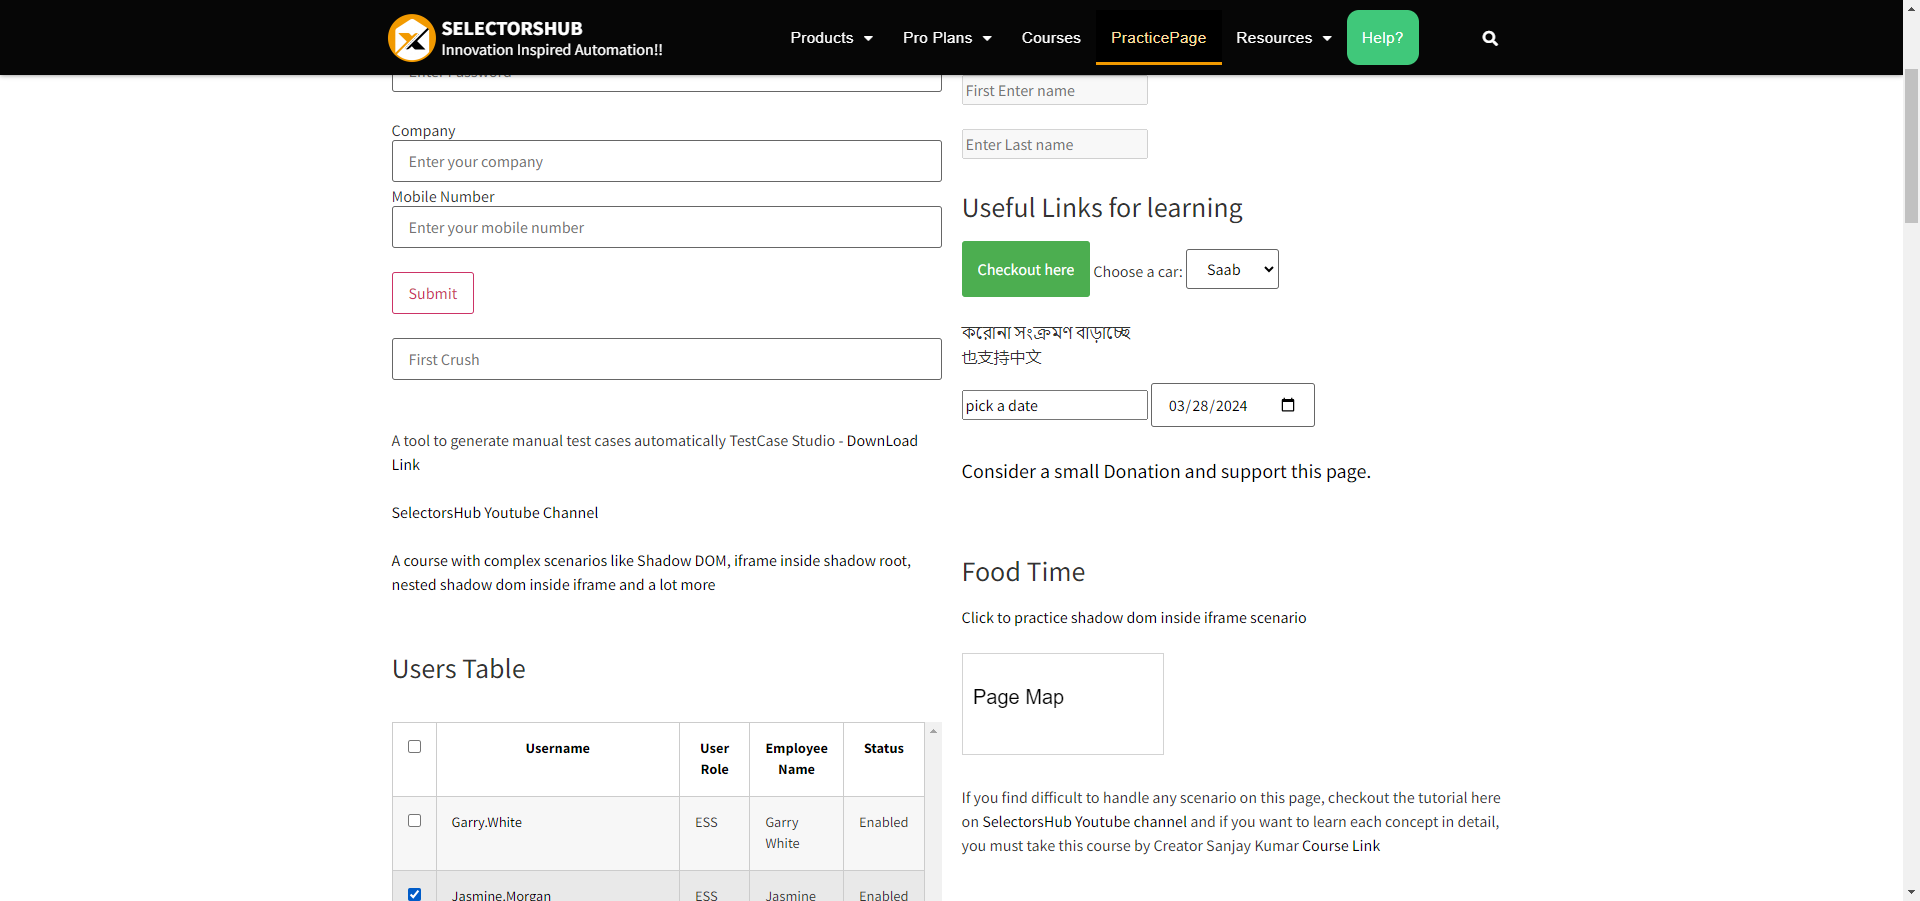 SELECTORSHUB
Innovation Inspired Automation!!
Products
Pro Plans
Courses
PracticePage
Resources
Help?
Enter Password
Company
Enter your company
Mobile Number
Enter your mobile number
Submit
First Crush
A tool to generate manual test cases automatically TestCase Studio - DownLoad
Link
SelectorsHub Youtube Channel
A course with complex scenarios like Shadow DOM, iframe inside shadow root,
nested shadow dom inside iframe and a lot more
Users Table
Username
User Role
Employee Name
Status
Garry.White
ESS
Garry White
Enabled
Jasmine.Morgan
ESS
Jasmine
Enabled
First Enter name
Enter Last name
Useful Links for learning
Checkout here
Choose a car:
Saab
করোনা সংক্রমণ বাড়াচ্ছে
也支持中文
pick a date
03/28/2024
Consider a small Donation and support this page.
Food Time
Click to practice shadow dom inside iframe scenario
Page Map
If you find difficult to handle any scenario on this page, checkout the tutorial here
on SelectorsHub Youtube channel and if you want to learn each concept in detail,
you must take this course by Creator Sanjay Kumar Course Link